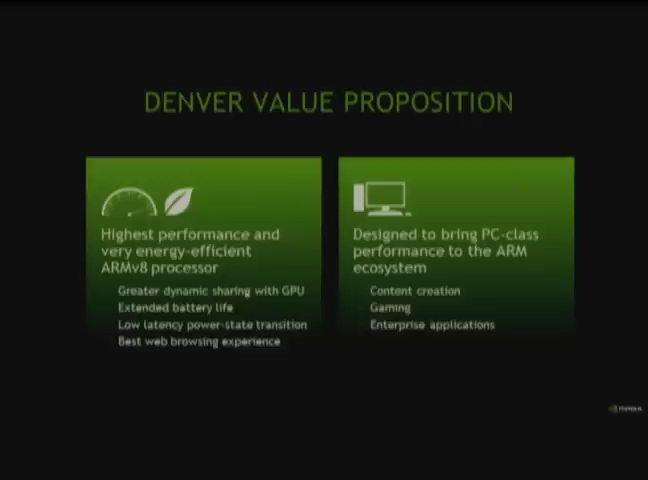 DENVER VALUE PROPOSITION
Highest performance and
very energy-efficient
ARMv8 processor
Greater dynamic sharing with GPU
Extended battery life
Low latency power-state transition
Best web browsing experience
Designed to bring PC-class
performance to the ARM
ecosystem
Content creation
Gaming
Enterprise applications